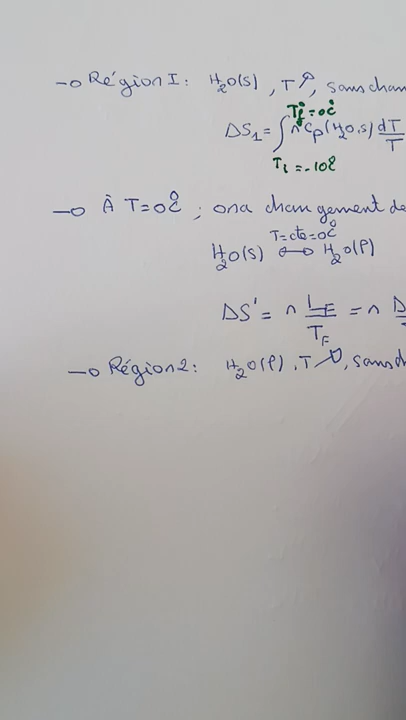 → Région I: H₂O(s), T↗, sans chan
Tf=0°C
ΔS₁ = ∫ n Cp(H₂O,s) dT/T
Ti=-10°C
→ À T=0°C; on a changement de
T=cte=0°C
H₂O(s) ↔ H₂O(l)
ΔS' = n LF/TF = n
→ Région 2: H₂O(l), T↗, sans